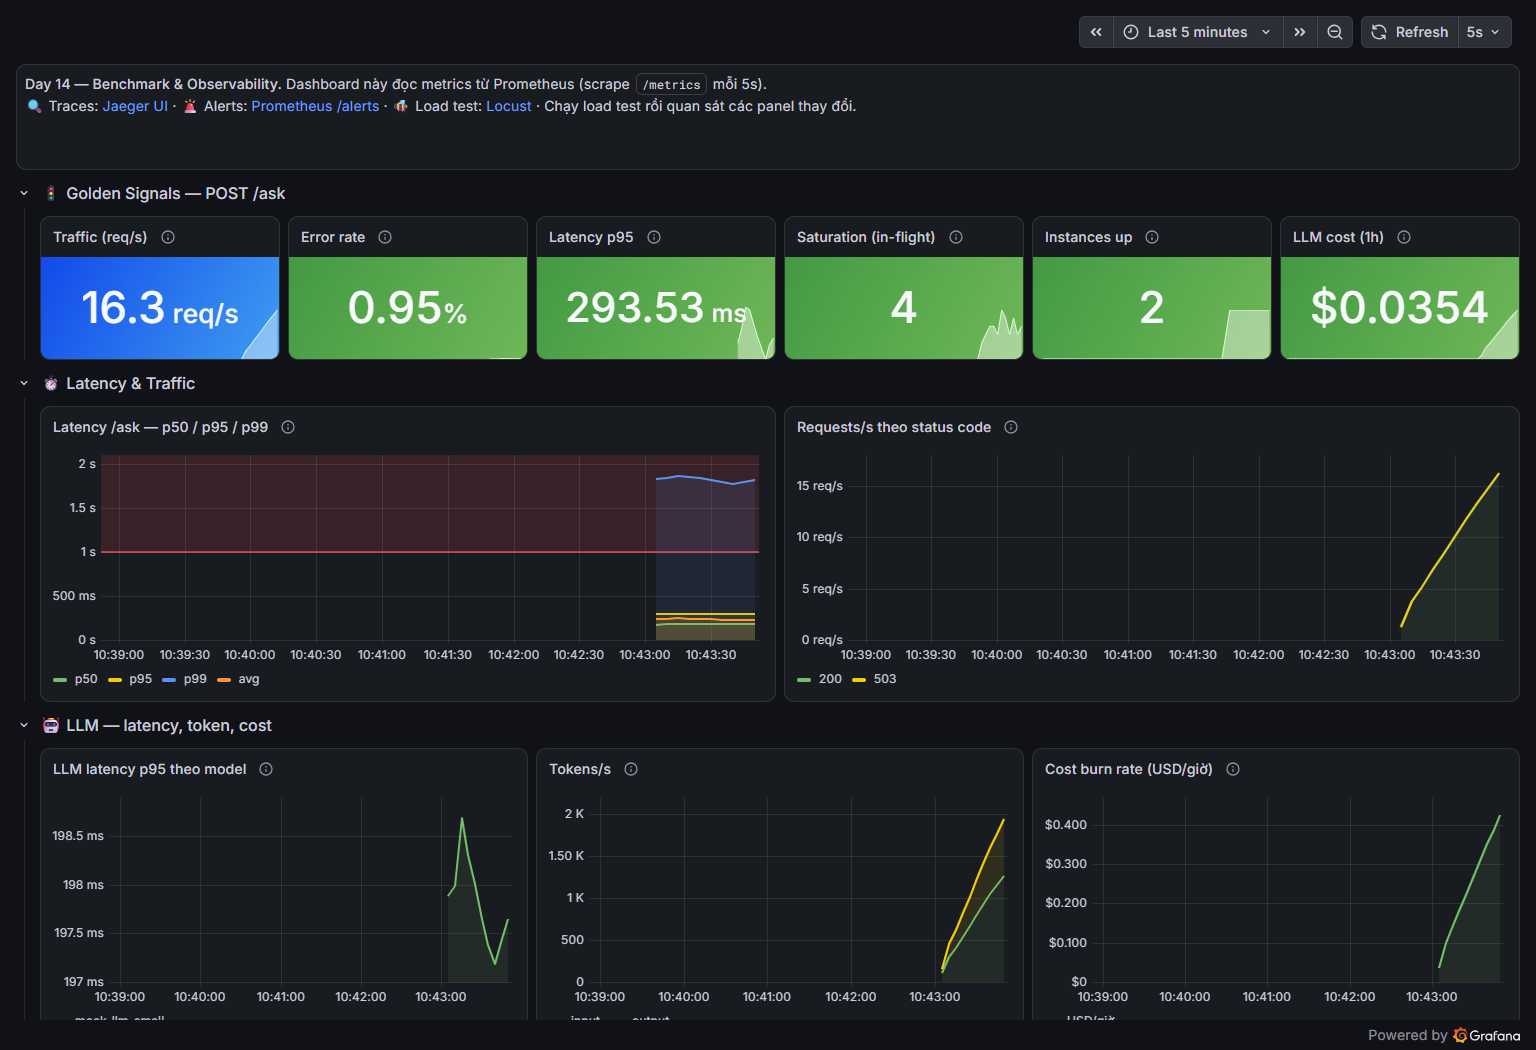 Last 5 minutes
Refresh
5s
Day 14 — Benchmark & Observability. Dashboard này đọc metrics từ Prometheus (scrape /metrics mỗi 5s).
Traces: Jaeger UI · Alerts: Prometheus /alerts · Load test: Locust · Chạy load test rồi quan sát các panel thay đổi.
Golden Signals — POST /ask
Traffic (req/s)
16.3 req/s
Error rate
0.95%
Latency p95
293.53 ms
Saturation (in-flight)
4
Instances up
2
LLM cost (1h)
$0.0354
Latency & Traffic
Latency /ask — p50 / p95 / p99
2 s
1.5 s
1 s
500 ms
0 s
10:39:00 10:39:30 10:40:00 10:40:30 10:41:00 10:41:30 10:42:00 10:42:30 10:43:00 10:43:30
p50 p95 p99 avg
Requests/s theo status code
15 req/s
10 req/s
5 req/s
0 req/s
10:39:00 10:39:30 10:40:00 10:40:30 10:41:00 10:41:30 10:42:00 10:42:30 10:43:00 10:43:30
200 503
LLM — latency, token, cost
LLM latency p95 theo model
198.5 ms
198 ms
197.5 ms
197 ms
10:39:00 10:40:00 10:41:00 10:42:00 10:43:00
mock-llm-small
Tokens/s
2 K
1.50 K
1 K
500
0
10:39:00 10:40:00 10:41:00 10:42:00 10:43:00
input output
Cost burn rate (USD/giờ)
$0.400
$0.300
$0.200
$0.100
$0
10:39:00 10:40:00 10:41:00 10:42:00 10:43:00
USD/giờ
Powered by Grafana